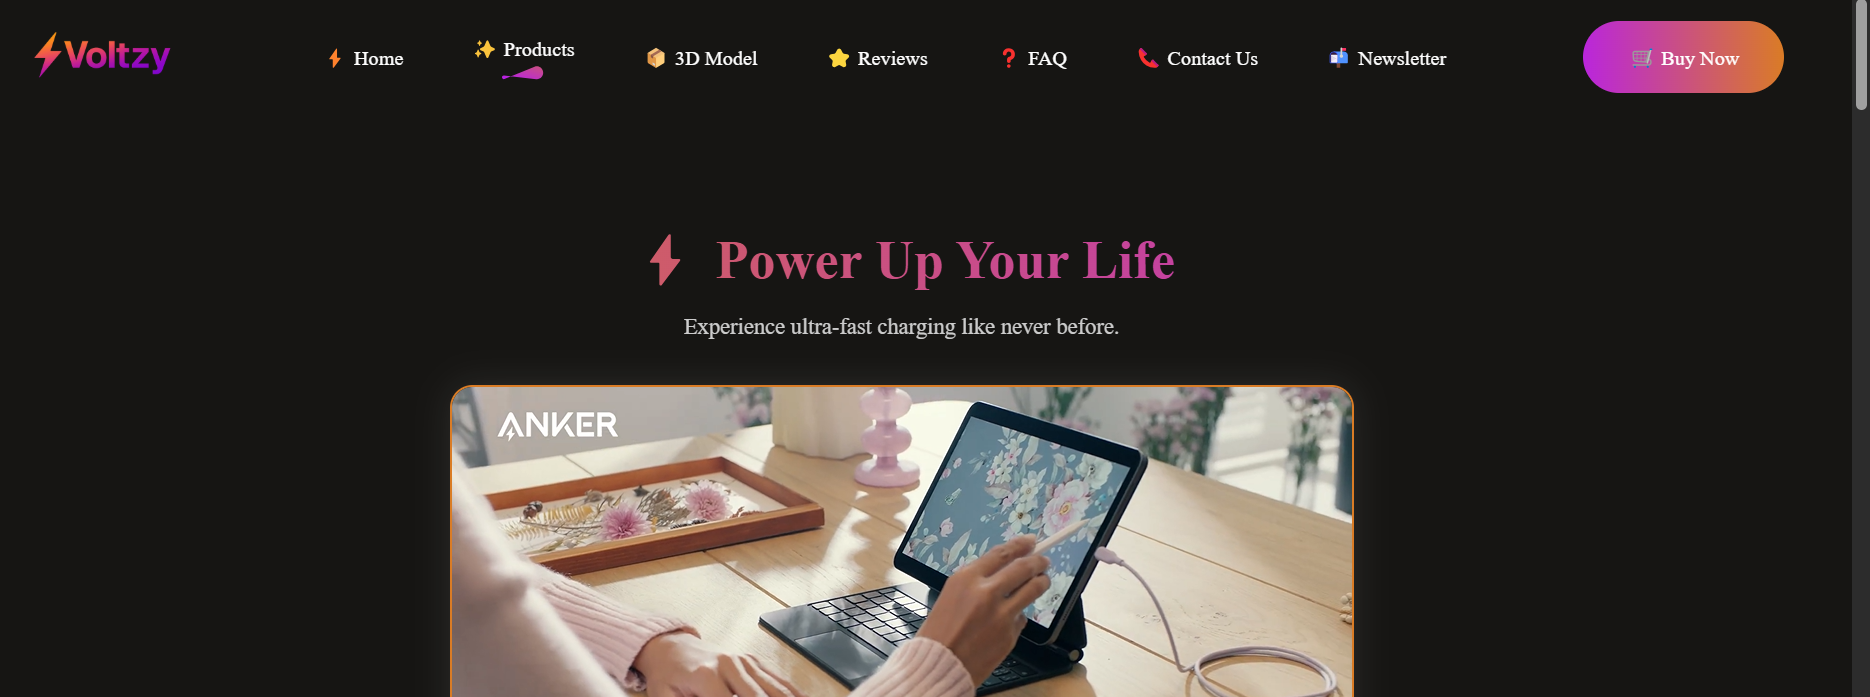 Voltzy
Home
Products
3D Model
Reviews
FAQ
Contact Us
Newsletter
Buy Now
Power Up Your Life
Experience ultra-fast charging like never before.
ANKER